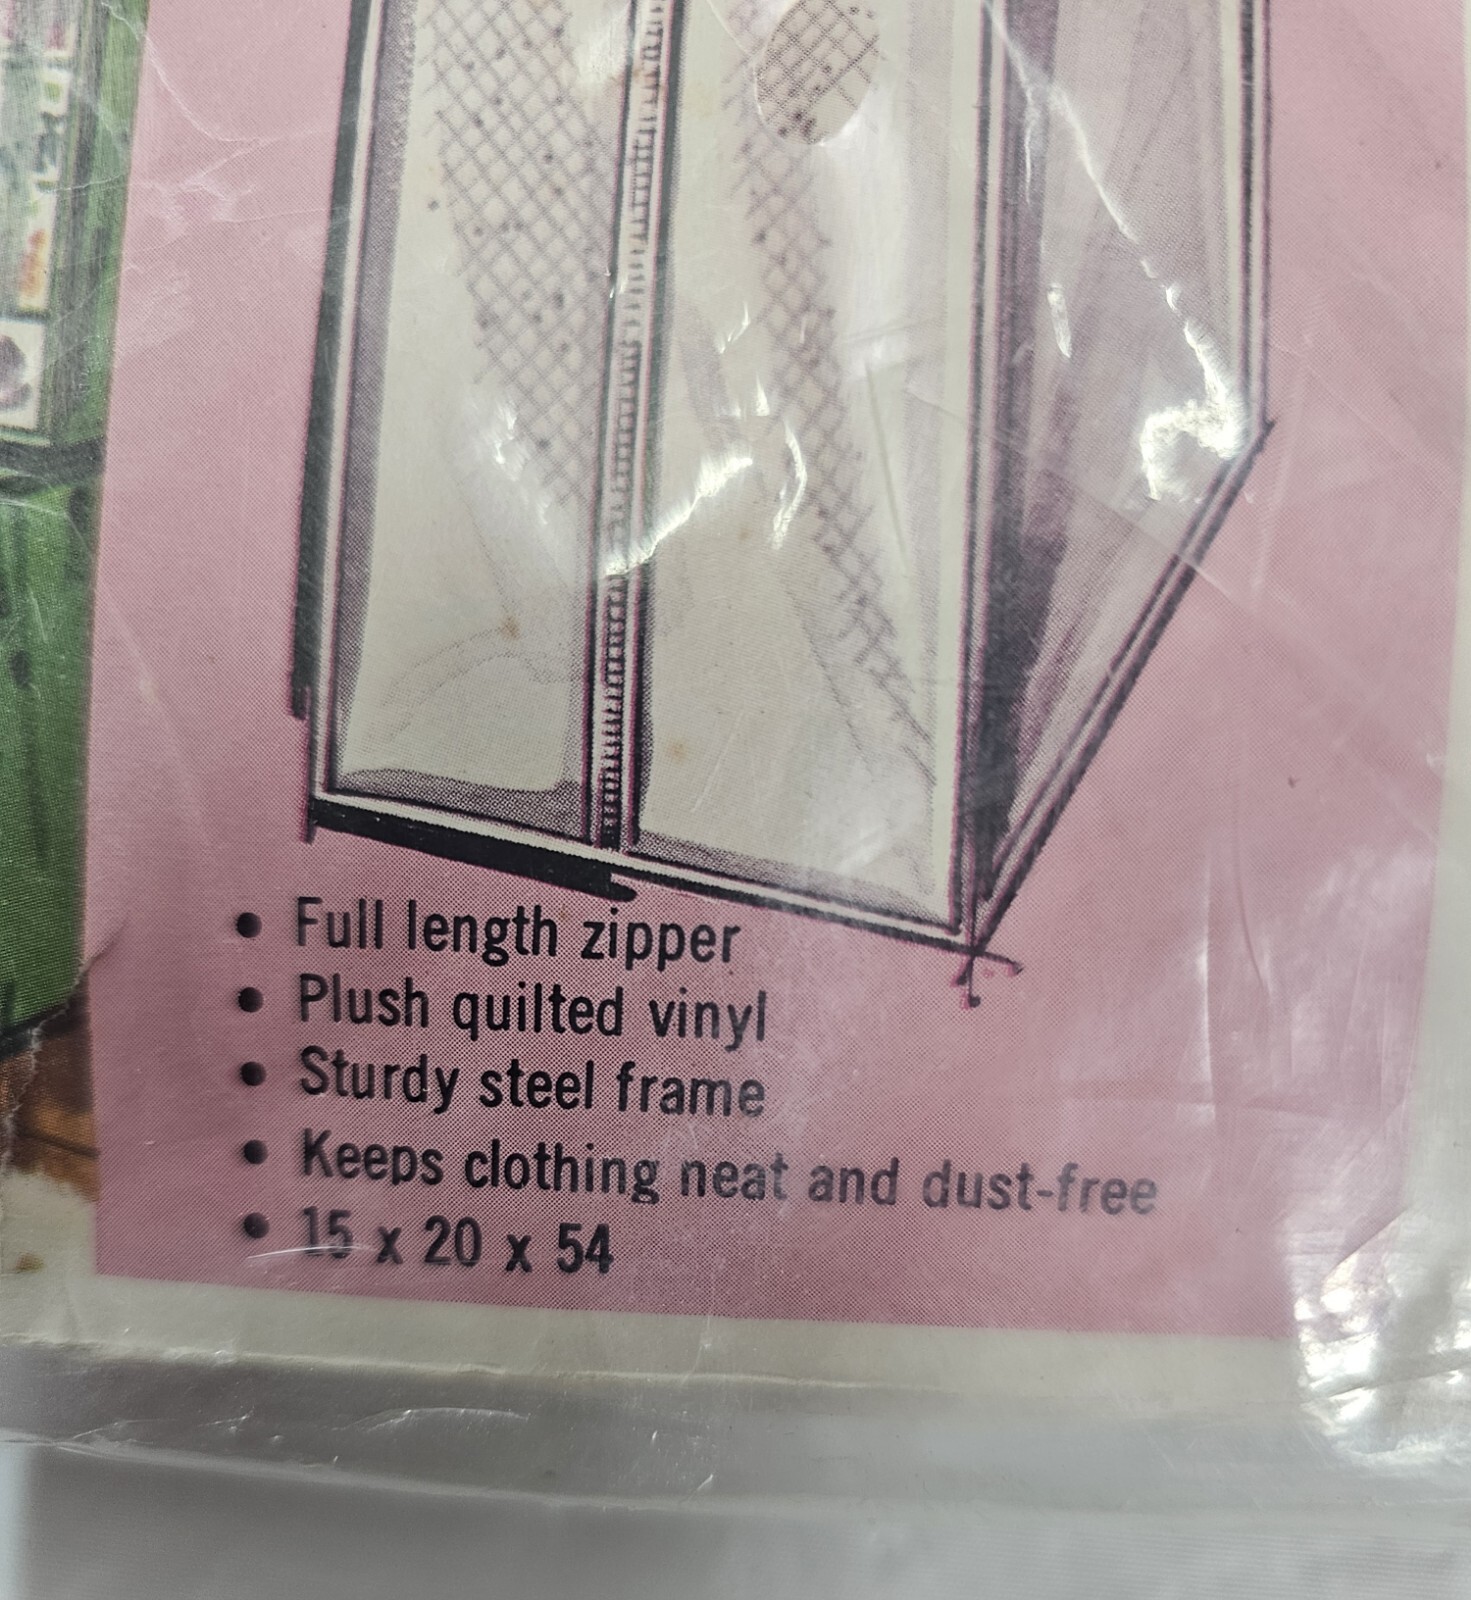 • Full length zipper
• Plush quilted vinyl
• Sturdy steel frame
• Keeps clothing neat and dust-free
• 15 x 20 x 54